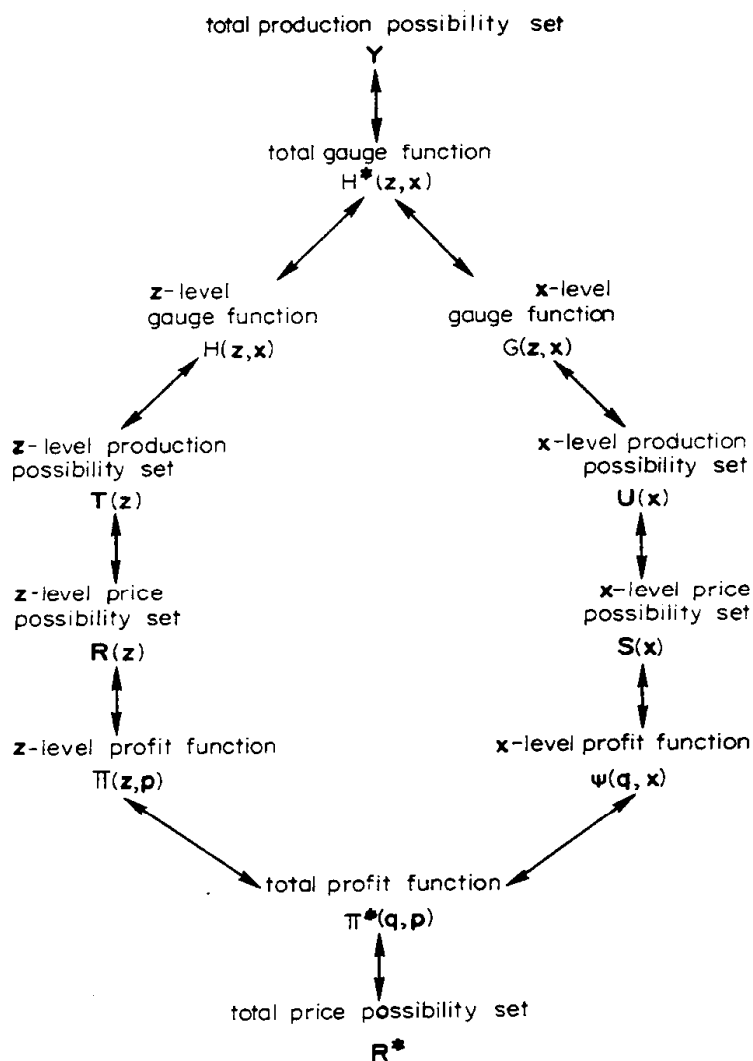 total production possibility set
Y
total gauge function
H*(z,x)
z-level
gauge function
H(z,x)
x-level
gauge function
G(z,x)
z-level production
possibility set
T(z)
x-level production
possibility set
U(x)
z-level price
possibility set
R(z)
x-level price
possibility set
S(x)
z-level profit function
Π(z,p)
x-level profit function
ψ(q,x)
total profit function
π*(q,p)
total price possibility set
R*